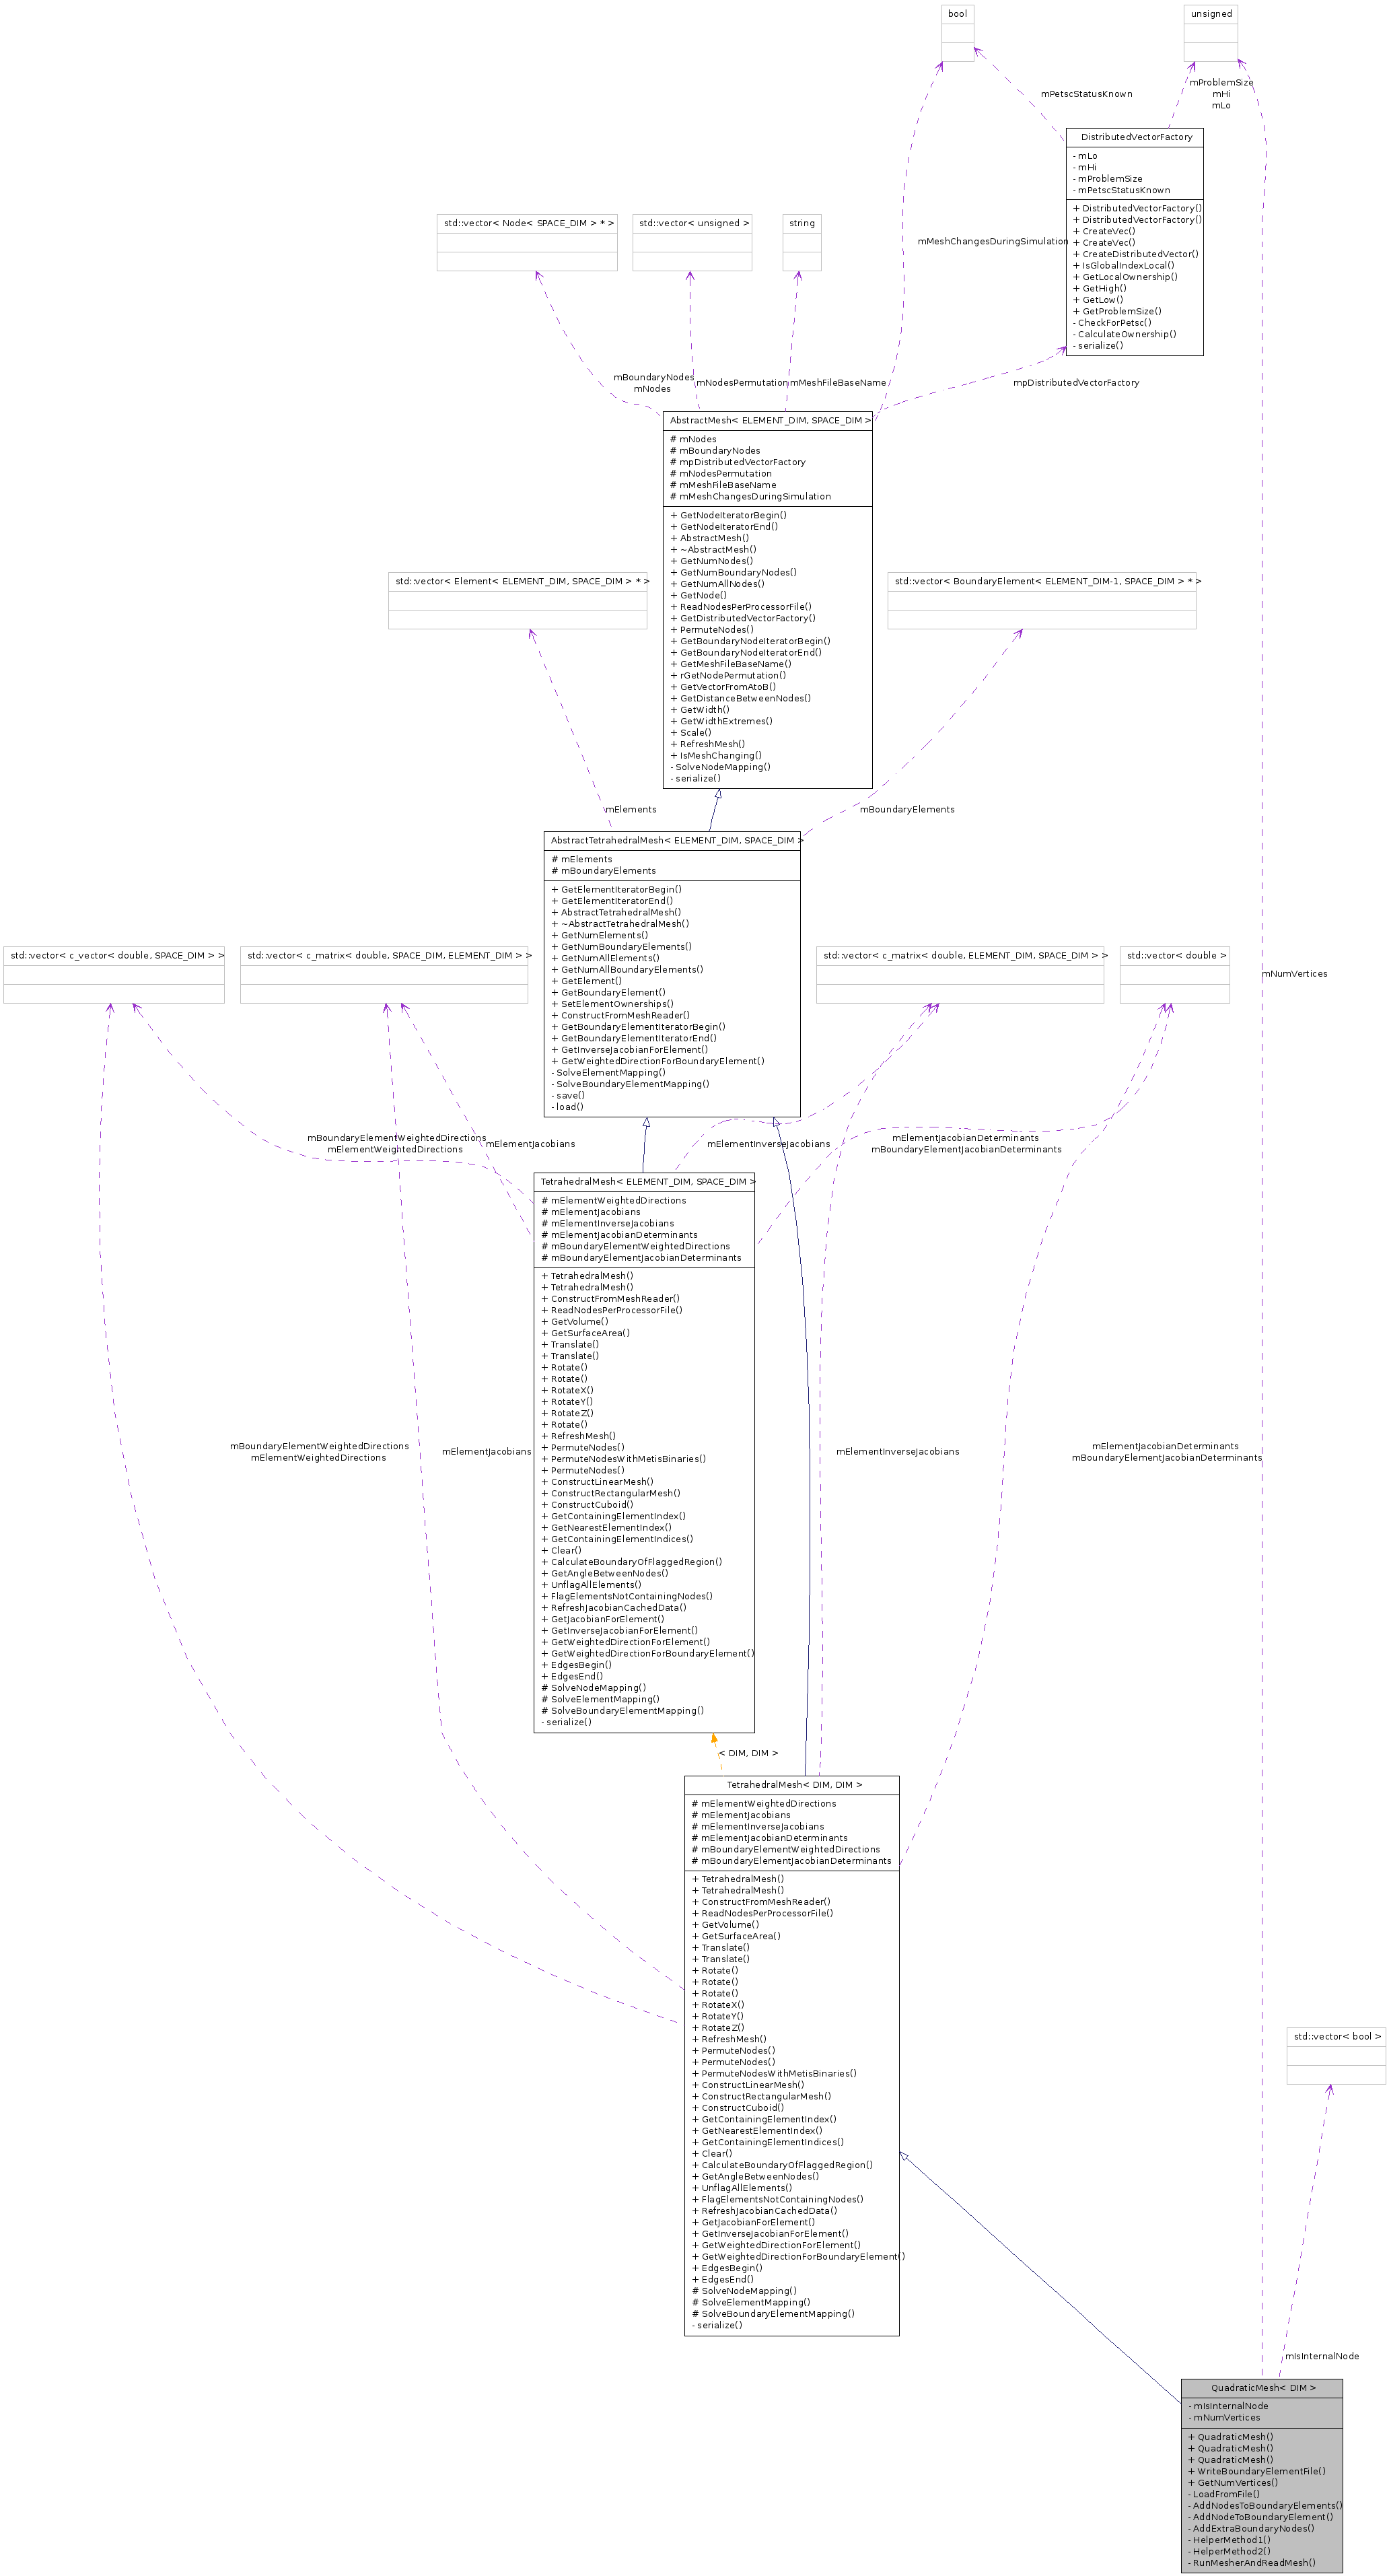 bool
unsigned
mPetscStatusKnown
mProblemSize
mHi
mLo
DistributedVectorFactory
- mLo
- mHi
- mProblemSize
- mPetscStatusKnown
+ DistributedVectorFactory()
+ DistributedVectorFactory()
+ CreateVec()
+ CreateVec()
+ CreateDistributedVector()
+ IsGlobalIndexLocal()
+ GetLocalOwnership()
+ GetHigh()
+ GetLow()
+ GetProblemSize()
- CheckForPetsc()
- CalculateOwnership()
- serialize()
std::vector< Node< SPACE_DIM > * >
std::vector< unsigned >
string
mMeshChangesDuringSimulation
mBoundaryNodes
mNodes
mNodesPermutation
mMeshFileBaseName
mpDistributedVectorFactory
AbstractMesh< ELEMENT_DIM, SPACE_DIM >
# mNodes
# mBoundaryNodes
# mpDistributedVectorFactory
# mNodesPermutation
# mMeshFileBaseName
# mMeshChangesDuringSimulation
+ GetNodeIteratorBegin()
+ GetNodeIteratorEnd()
+ AbstractMesh()
+ ~AbstractMesh()
+ GetNumNodes()
+ GetNumBoundaryNodes()
+ GetNumAllNodes()
+ GetNode()
+ ReadNodesPerProcessorFile()
+ GetDistributedVectorFactory()
+ PermuteNodes()
+ GetBoundaryNodeIteratorBegin()
+ GetBoundaryNodeIteratorEnd()
+ GetMeshFileBaseName()
+ rGetNodePermutation()
+ GetVectorFromAtoB()
+ GetDistanceBetweenNodes()
+ GetWidth()
+ GetWidthExtremes()
+ Scale()
+ RefreshMesh()
+ IsMeshChanging()
- SolveNodeMapping()
- serialize()
std::vector< Element< ELEMENT_DIM, SPACE_DIM > * >
std::vector< BoundaryElement< ELEMENT_DIM-1, SPACE_DIM > * >
mElements
mBoundaryElements
AbstractTetrahedralMesh< ELEMENT_DIM, SPACE_DIM >
# mElements
# mBoundaryElements
+ GetElementIteratorBegin()
+ GetElementIteratorEnd()
+ AbstractTetrahedralMesh()
+ ~AbstractTetrahedralMesh()
+ GetNumElements()
+ GetNumBoundaryElements()
+ GetNumAllElements()
+ GetNumAllBoundaryElements()
+ GetElement()
+ GetBoundaryElement()
+ SetElementOwnerships()
+ ConstructFromMeshReader()
+ GetBoundaryElementIteratorBegin()
+ GetBoundaryElementIteratorEnd()
+ GetInverseJacobianForElement()
+ GetWeightedDirectionForBoundaryElement()
- SolveElementMapping()
- SolveBoundaryElementMapping()
- save()
- load()
std::vector< c_vector< double, SPACE_DIM > >
std::vector< c_matrix< double, SPACE_DIM, ELEMENT_DIM > >
std::vector< c_matrix< double, ELEMENT_DIM, SPACE_DIM > >
std::vector< double >
mNumVertices
mBoundaryElementWeightedDirections
mElementWeightedDirections
mElementJacobians
mElementInverseJacobians
mElementJacobianDeterminants
mBoundaryElementJacobianDeterminants
TetrahedralMesh< ELEMENT_DIM, SPACE_DIM >
# mElementWeightedDirections
# mElementJacobians
# mElementInverseJacobians
# mElementJacobianDeterminants
# mBoundaryElementWeightedDirections
# mBoundaryElementJacobianDeterminants
+ TetrahedralMesh()
+ TetrahedralMesh()
+ ConstructFromMeshReader()
+ ReadNodesPerProcessorFile()
+ GetVolume()
+ GetSurfaceArea()
+ Translate()
+ Translate()
+ Rotate()
+ Rotate()
+ RotateX()
+ RotateY()
+ RotateZ()
+ Rotate()
+ RefreshMesh()
+ PermuteNodes()
+ PermuteNodesWithMetisBinaries()
+ PermuteNodes()
+ ConstructLinearMesh()
+ ConstructRectangularMesh()
+ ConstructCuboid()
+ GetContainingElementIndex()
+ GetNearestElementIndex()
+ GetContainingElementIndices()
+ Clear()
+ CalculateBoundaryOfFlaggedRegion()
+ GetAngleBetweenNodes()
+ UnflagAllElements()
+ FlagElementsNotContainingNodes()
+ RefreshJacobianCachedData()
+ GetJacobianForElement()
+ GetInverseJacobianForElement()
+ GetWeightedDirectionForElement()
+ GetWeightedDirectionForBoundaryElement()
+ EdgesBegin()
+ EdgesEnd()
# SolveNodeMapping()
# SolveElementMapping()
# SolveBoundaryElementMapping()
- serialize()
mBoundaryElementWeightedDirections
mElementWeightedDirections
mElementJacobians
mElementInverseJacobians
mElementJacobianDeterminants
mBoundaryElementJacobianDeterminants
< DIM, DIM >
TetrahedralMesh< DIM, DIM >
# mElementWeightedDirections
# mElementJacobians
# mElementInverseJacobians
# mElementJacobianDeterminants
# mBoundaryElementWeightedDirections
# mBoundaryElementJacobianDeterminants
+ TetrahedralMesh()
+ TetrahedralMesh()
+ ConstructFromMeshReader()
+ ReadNodesPerProcessorFile()
+ GetVolume()
+ GetSurfaceArea()
+ Translate()
+ Translate()
+ Rotate()
+ Rotate()
+ Rotate()
+ RotateX()
+ RotateY()
+ RotateZ()
+ RefreshMesh()
+ PermuteNodes()
+ PermuteNodes()
+ PermuteNodesWithMetisBinaries()
+ ConstructLinearMesh()
+ ConstructRectangularMesh()
+ ConstructCuboid()
+ GetContainingElementIndex()
+ GetNearestElementIndex()
+ GetContainingElementIndices()
+ Clear()
+ CalculateBoundaryOfFlaggedRegion()
+ GetAngleBetweenNodes()
+ UnflagAllElements()
+ FlagElementsNotContainingNodes()
+ RefreshJacobianCachedData()
+ GetJacobianForElement()
+ GetInverseJacobianForElement()
+ GetWeightedDirectionForElement()
+ GetWeightedDirectionForBoundaryElement()
+ EdgesBegin()
+ EdgesEnd()
# SolveNodeMapping()
# SolveElementMapping()
# SolveBoundaryElementMapping()
- serialize()
std::vector< bool >
mIsInternalNode
QuadraticMesh< DIM >
- mIsInternalNode
- mNumVertices
+ QuadraticMesh()
+ QuadraticMesh()
+ QuadraticMesh()
+ WriteBoundaryElementFile()
+ GetNumVertices()
- LoadFromFile()
- AddNodesToBoundaryElements()
- AddNodeToBoundaryElement()
- AddExtraBoundaryNodes()
- HelperMethod1()
- HelperMethod2()
- RunMesherAndReadMesh()